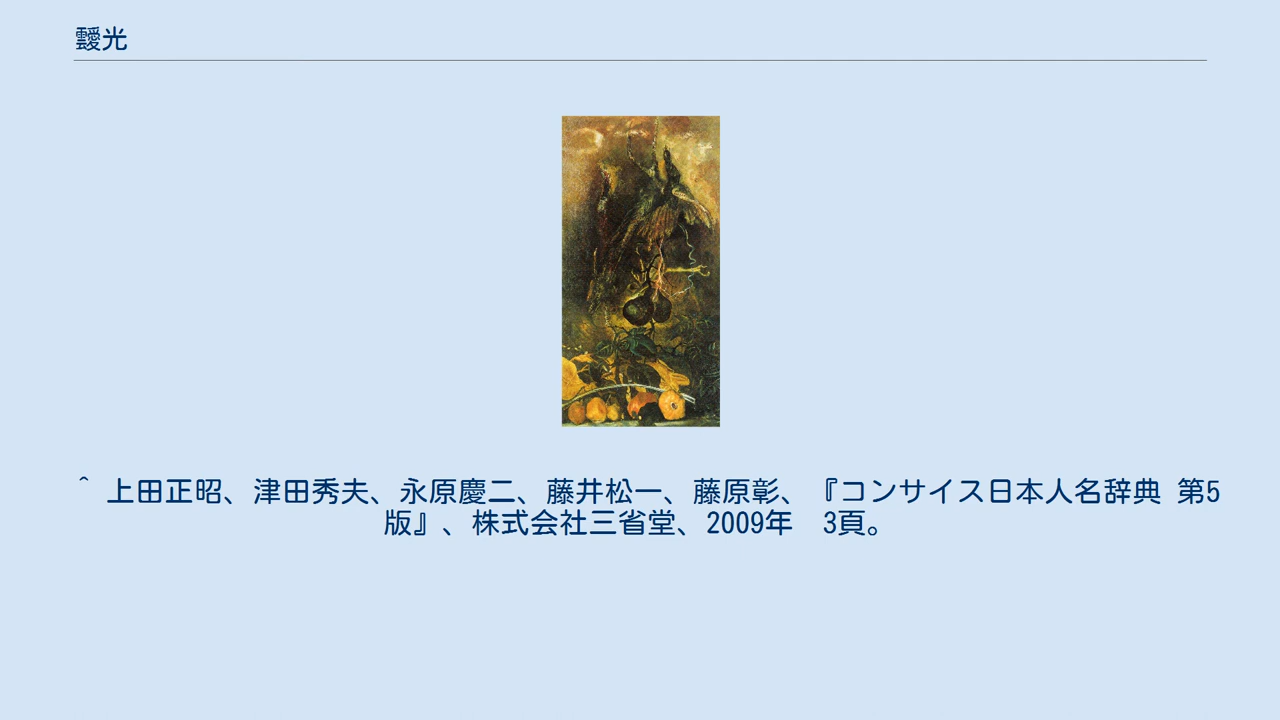 靉光
^ 上田正昭、津田秀夫、永原慶二、藤井松一、藤原彰、『コンサイス日本人名辞典 第5
版』、株式会社三省堂、2009年　3頁。